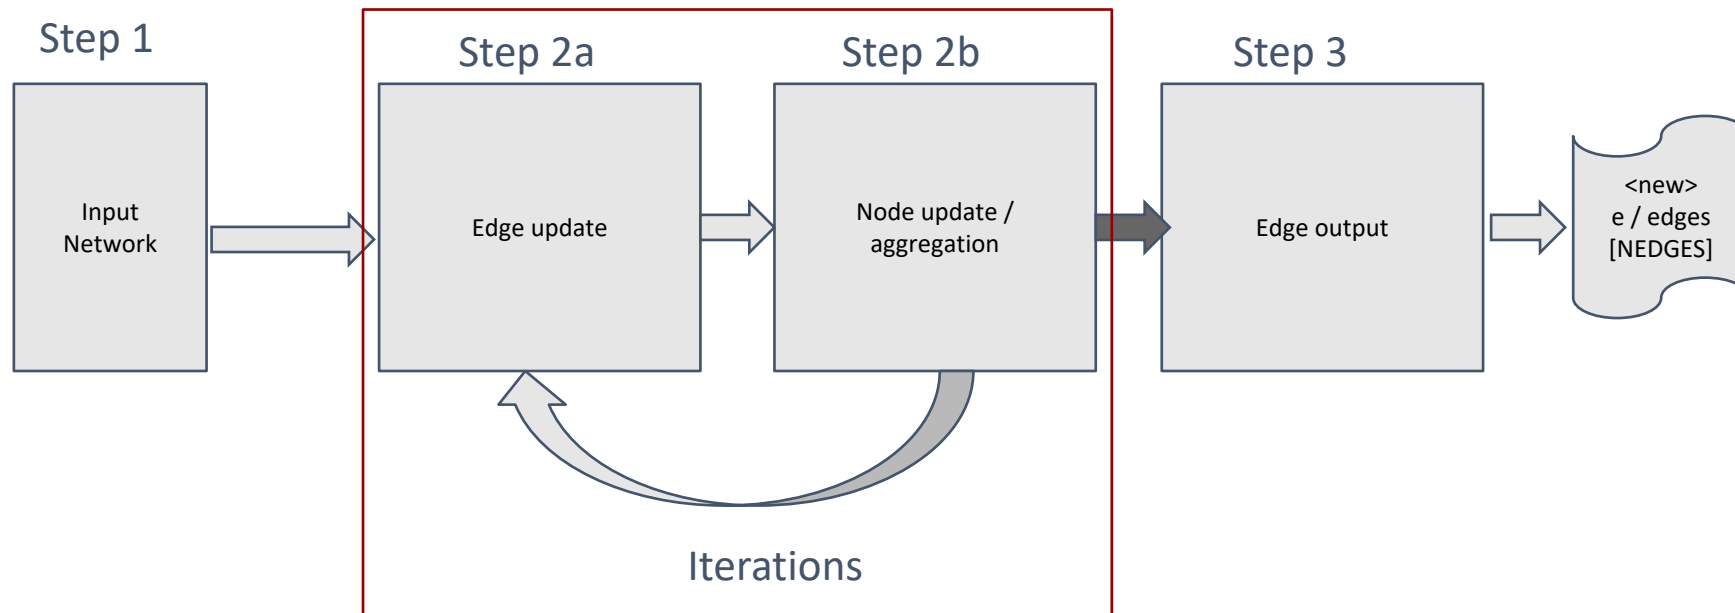 Step 1
Step 2a
Step 2b
Step 3
Input
Network
Edge update
Node update /
aggregation
Edge output
<new>
e / edges
[NEDGES]
Iterations